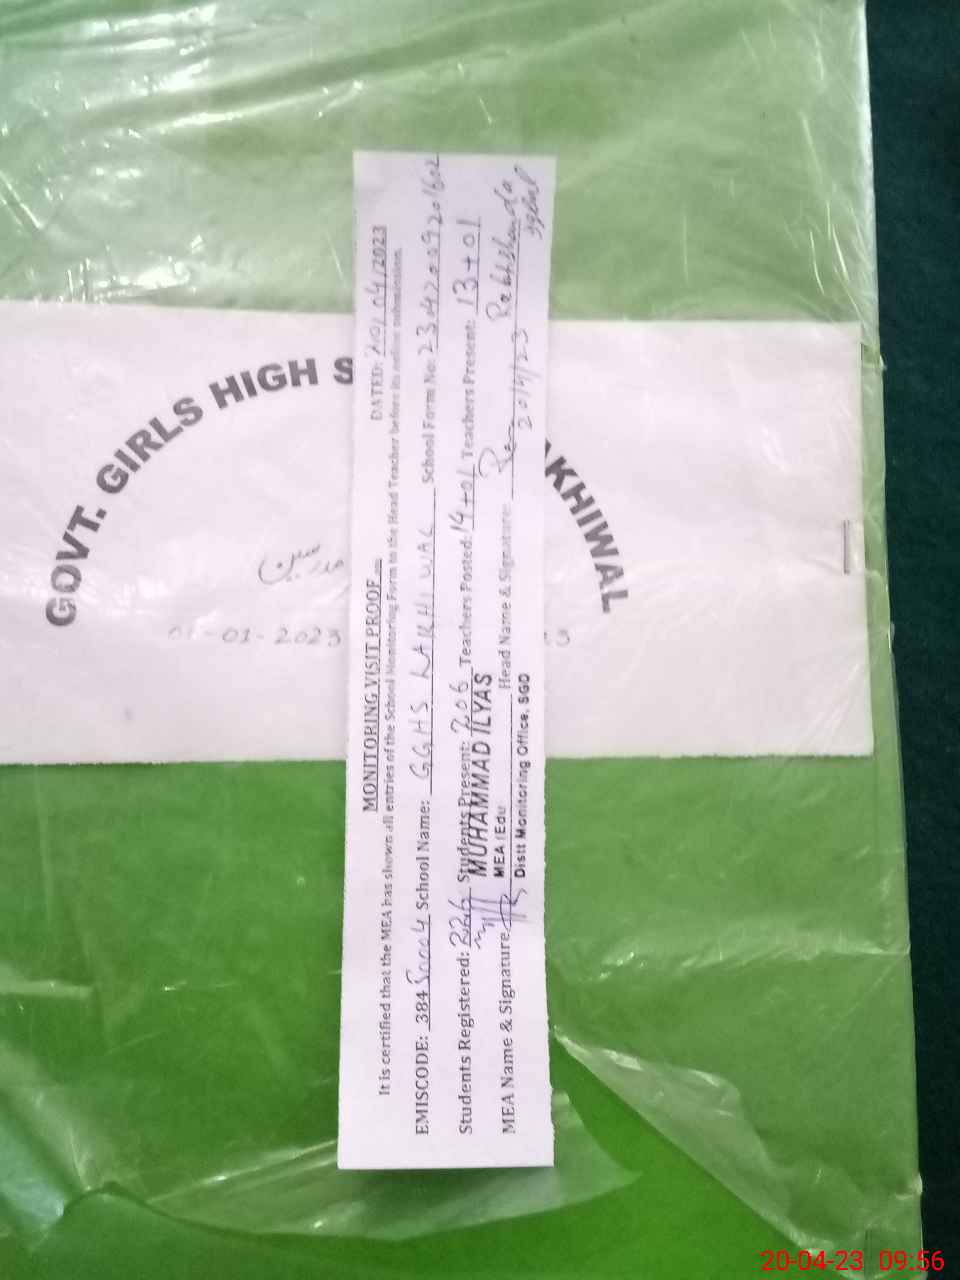 GOVT. GIRLS HIGH S
AKHIWAL
مدرسین
-01-2023
MONITORING VISIT PROOF
DATED: 20/04/2023
It is certified that the MEA has shown all entries of the School Monitoring Form to the Head Teacher before its online submission.
EMISCODE: 384 School Name: GGHS LAKHIWAL School Form No:
Students Registered: 226 Students Present: 206 Teachers Posted: 14+01 Teachers Present: 13+01
MUHAMMAD ILYAS
MEA Name & Signature Head Name & Signature: Rakhshanda
MEA (Edu
20/4/23
Distt Monitoring Office, SGD
20-04-23 09:56